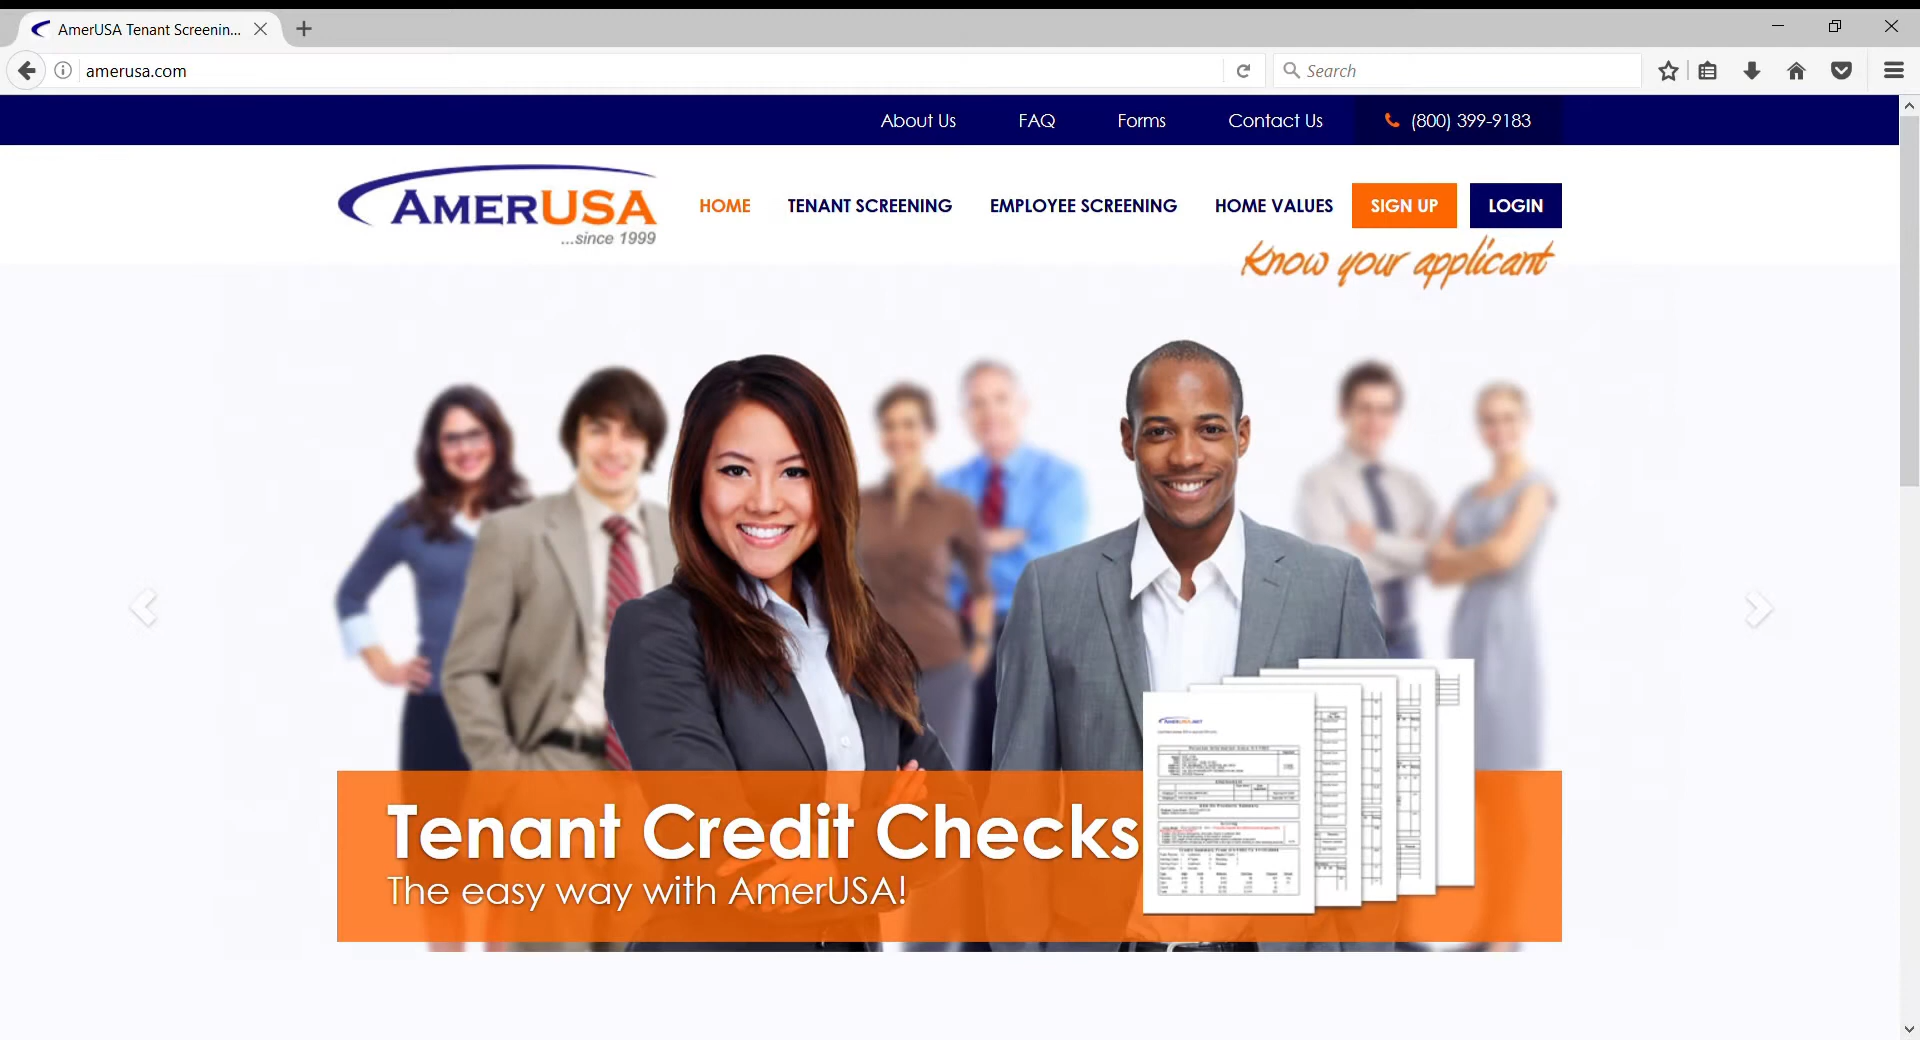 AmerUSA Tenant Screenin...
amerusa.com
Search
About Us
FAQ
Forms
Contact Us
(800) 399-9183
AMERUSA
...since 1999
HOME
TENANT SCREENING
EMPLOYEE SCREENING
HOME VALUES
SIGN UP
LOGIN
know your applicant
Tenant Credit Checks
The easy way with AmerUSA!